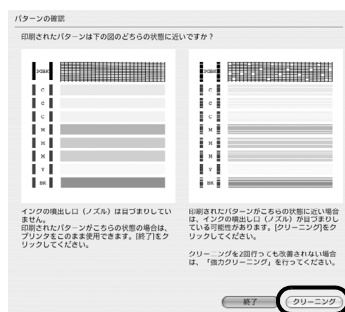 パターンの確認
印刷されたパターンは下の図のどちらの状態に近いですか?
PGBK
C
C
C
M
M
M
Y
BK
PGBK
C
C
C
M
M
M
Y
BK
インクの噴出し口(ノズル)は目づまりしてい
ません。
印刷されたパターンがこちらの状態の場合は、
プリンタをこのまま使用できます。[終了]をク
リックしてください。
印刷されたパターンがこちらの状態に近い場合
は、インクの噴出し口(ノズル)が目づまりし
ている可能性があります。[クリーニング]をク
リックしてください。
クリーニングを2回行っても改善されない場合
は、「強力クリーニング」を行ってください。
終了
クリーニング